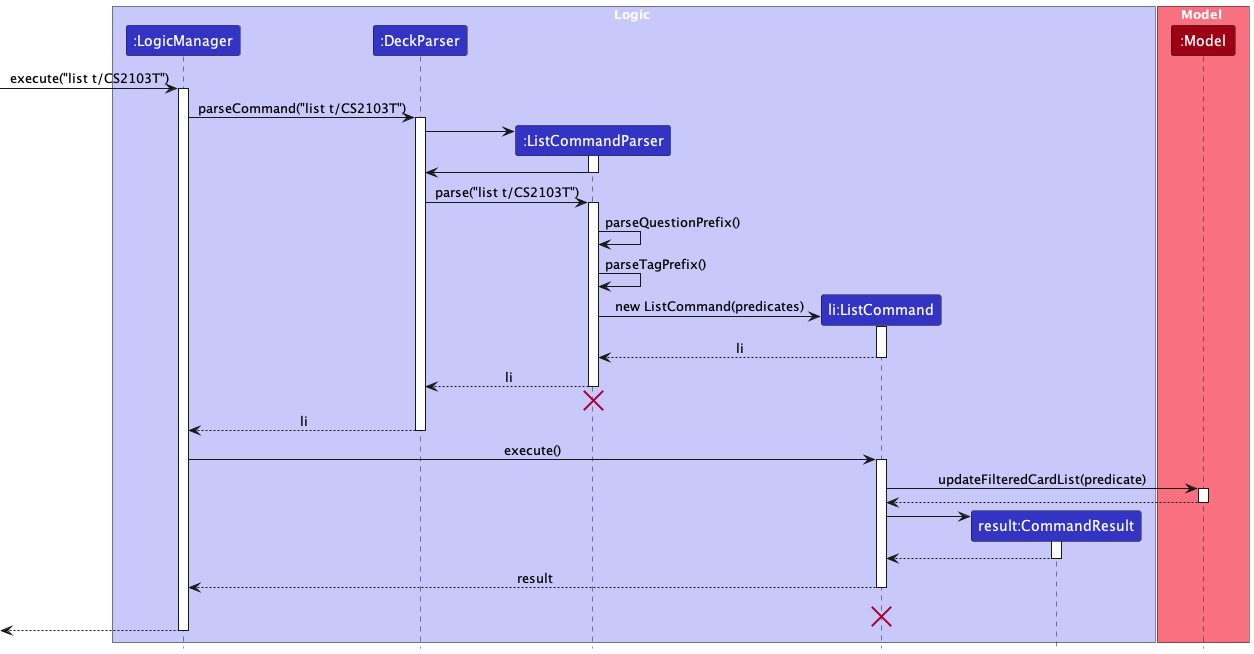 Logic
Model
:LogicManager
:DeckParser
:Model
execute("list t/CS2103T")
parseCommand("list t/CS2103T")
:ListCommandParser
parse("list t/CS2103T")
parseQuestionPrefix()
parseTagPrefix()
new ListCommand(predicates)
li:ListCommand
li
li
li
execute()
updateFilteredCardList(predicate)
result:CommandResult
result